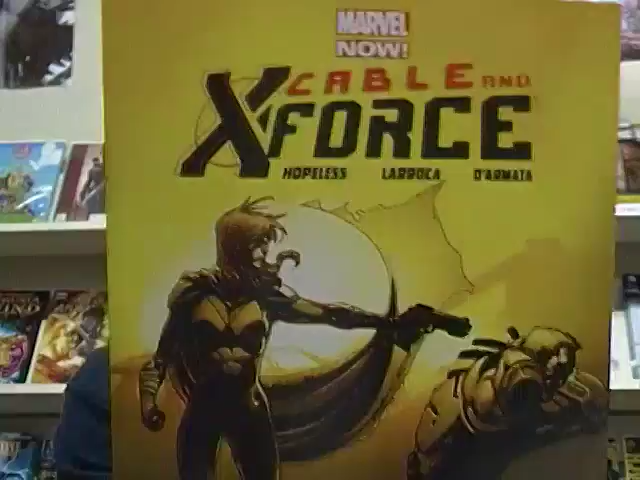 MARVEL
NOW!
CABLE AND
X-FORCE
HOPELESS LARROCA D'ARMATA